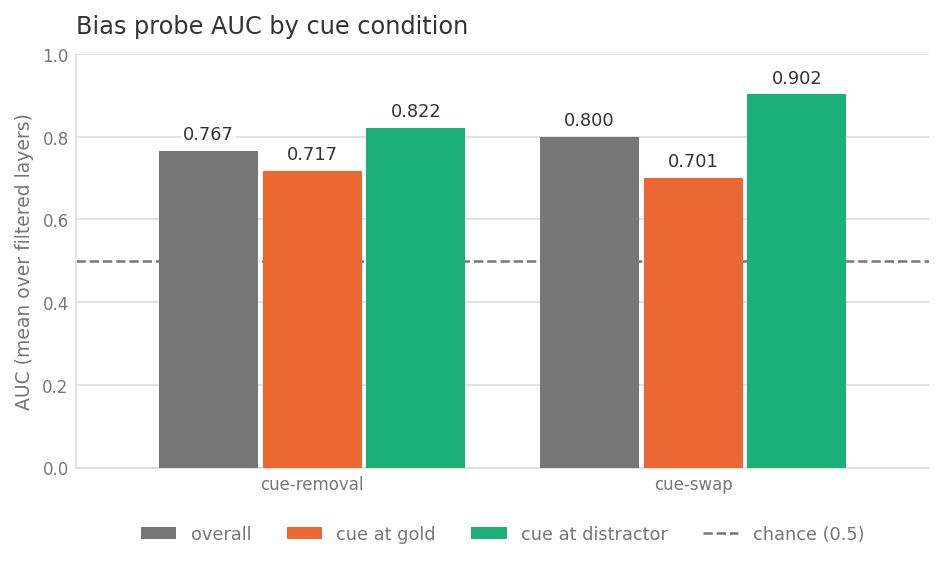 Bias probe AUC by cue condition
AUC (mean over filtered layers)
1.0
0.8
0.6
0.4
0.2
0.0
0.767
0.717
0.822
0.800
0.701
0.902
cue-removal
cue-swap
overall
cue at gold
cue at distractor
chance (0.5)